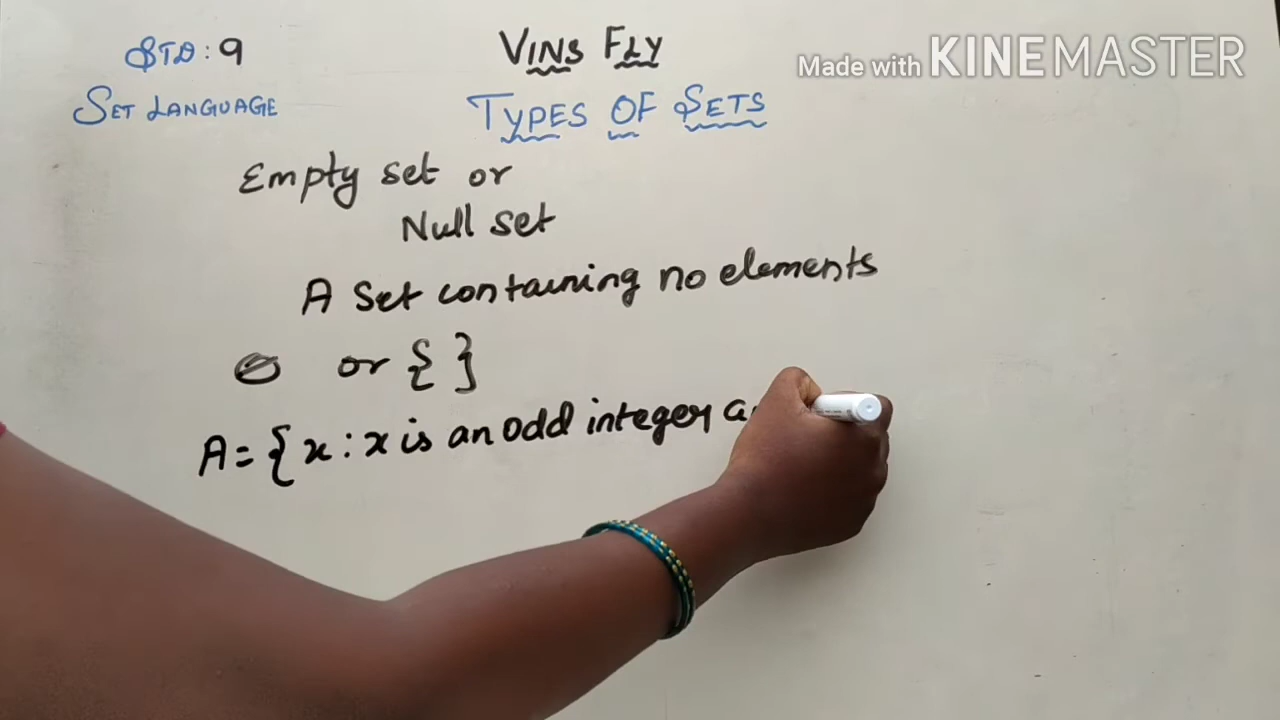 STD: 9
VINS FLY
Made with KINEMASTER
SET LANGUAGE
TYPES OF SETS
Empty set or
Null set
A Set containing no elements
∅ or { }
A = { x : x is an odd integer